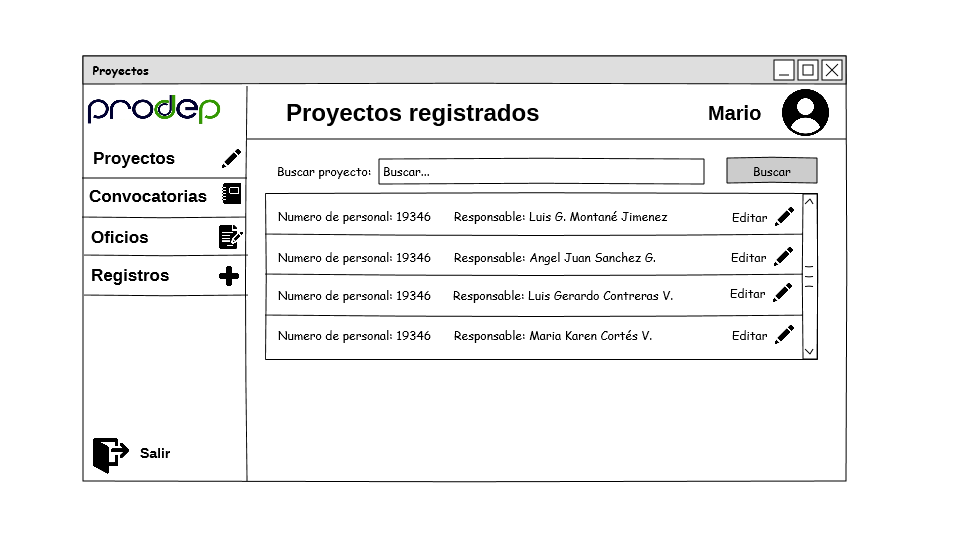 Proyectos
prodep
Proyectos registrados
Mario
Proyectos
Convocatorias
Oficios
Registros
Salir
Buscar proyecto: Buscar... Buscar
Numero de personal: 19346 Responsable: Luis G. Montané Jimenez Editar
Numero de personal: 19346 Responsable: Angel Juan Sanchez G. Editar
Numero de personal: 19346 Responsable: Luis Gerardo Contreras V. Editar
Numero de personal: 19346 Responsable: Maria Karen Cortés V. Editar